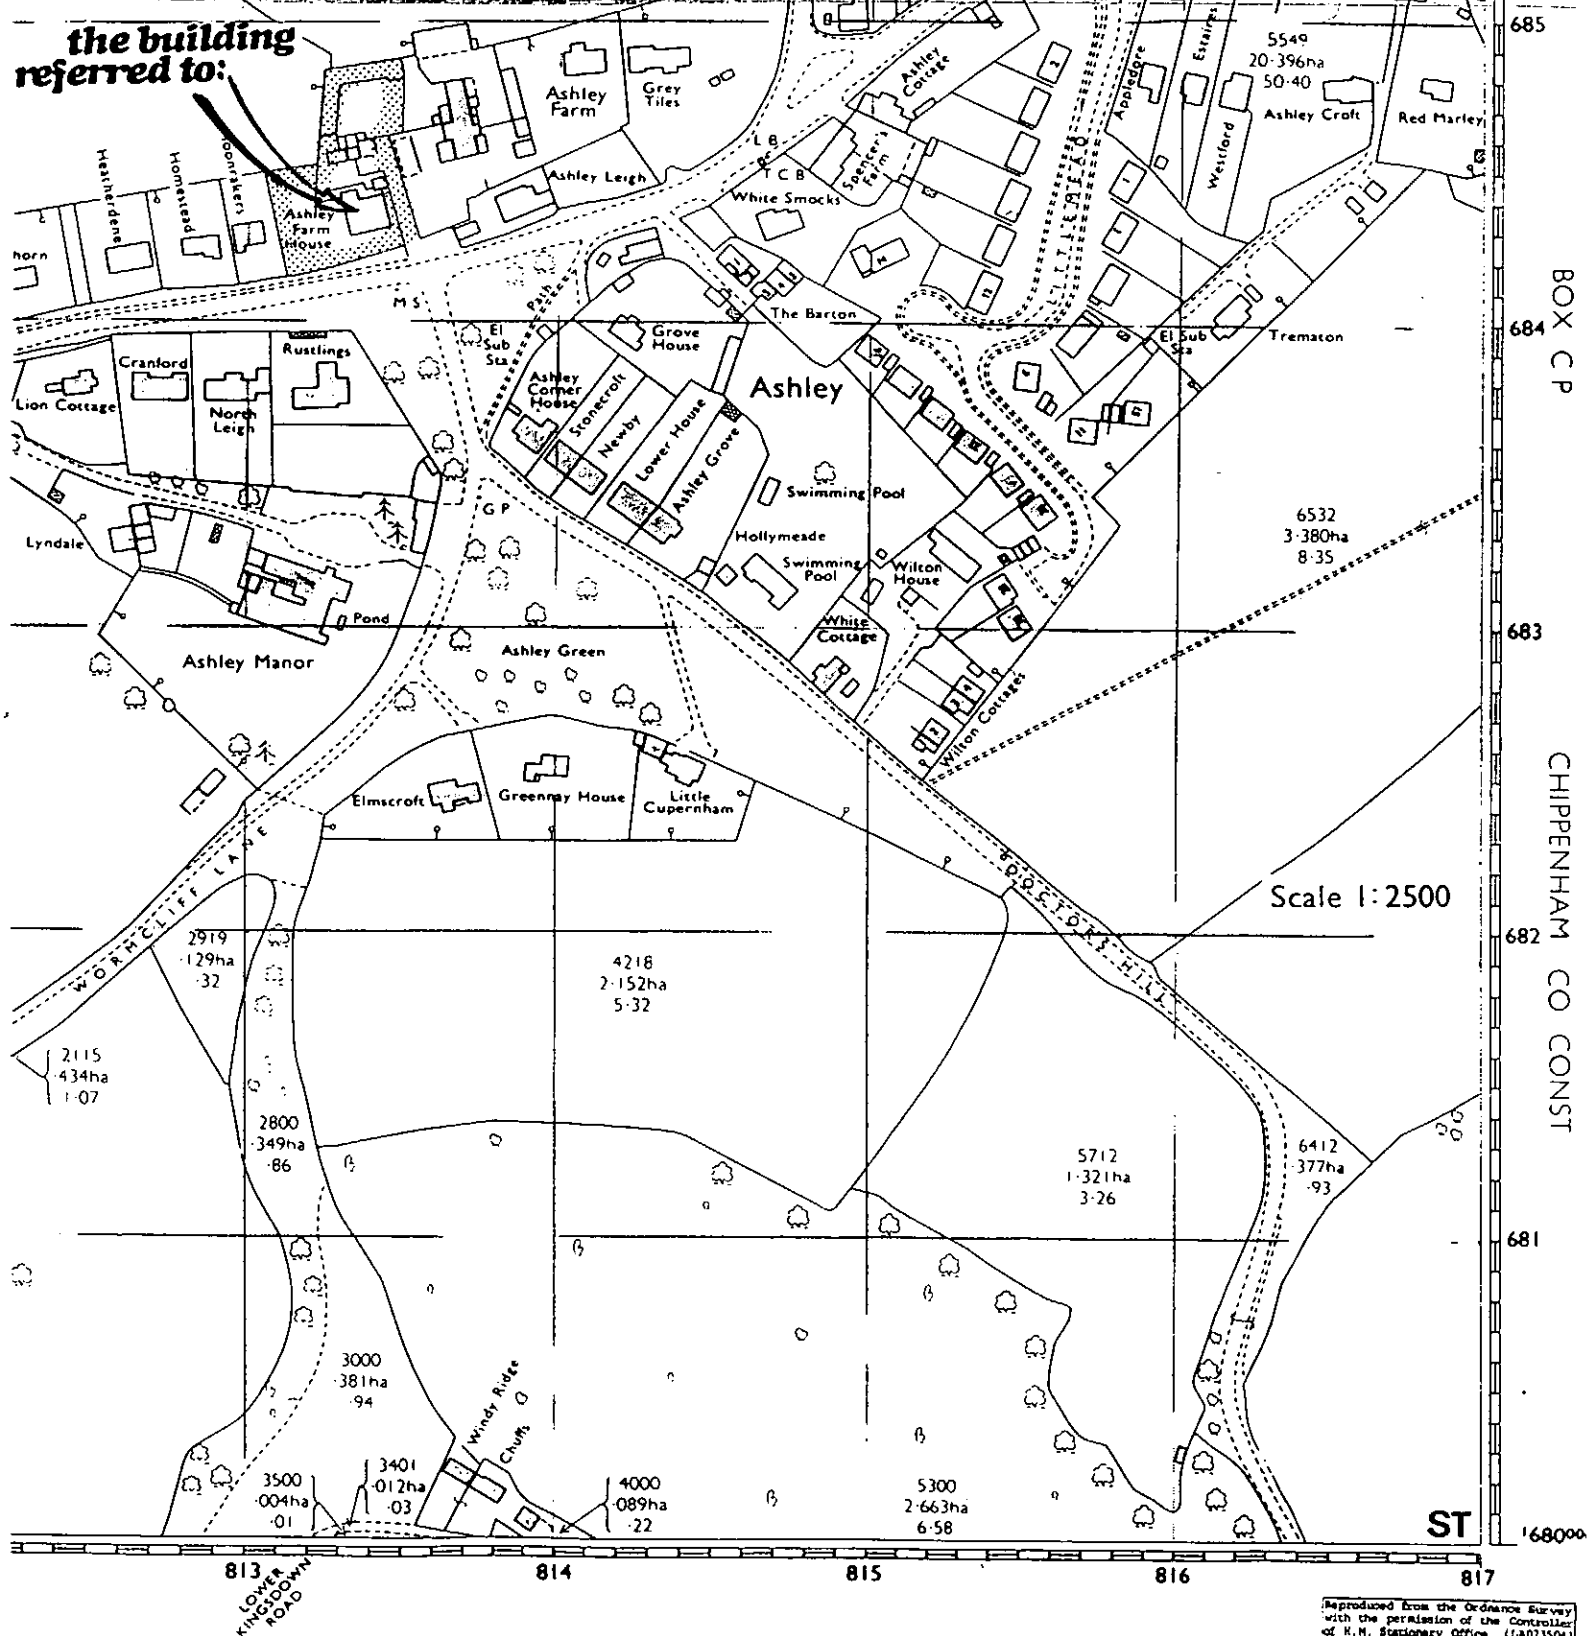 the building
referred to:
685
Ashley
Cottage
Appledore
Estaires
5549
20·396ha
50·40
Ashley
Farm
Grey
Tiles
Ashley Croft
Red Marley
Westford
LITTLEMEAD
Heatherdene
Homestead
L B
T C B
Spencer's
Farm
Ashley Leigh
White Smocks
Ashley
Farm
House
BOX C P
M S
Path
The Barton
684
El
Sub
Sta
Grove
House
El Sub
Sta
Trematon
Cranford
Rustlings
Lion Cottage
North
Leigh
Ashley
Corner
House
Stonecroft
Newby
Lower House
Ashley Grove
Ashley
G P
Swimming Pool
Lyndale
Hollymeade
Swimming
Pool
Wilton
House
6532
3·380ha
8·35
Pond
White
Cottage
683
Ashley Manor
Ashley Green
Wilton Cottages
Elmscroft
Greenway House
Little
Cupernham
CHIPPENHAM CO CONST
WORMCLIFF LANE
DOCTORS HILL
Scale 1:2500
2919
·129ha
·32
4218
2·152ha
5·32
682
2115
·434ha
1·07
2800
·349ha
·86
5712
1·321ha
3·26
6412
·377ha
·93
681
3000
·381ha
·94
Windy Ridge
Chuffs
3500
·004ha
·01
3401
·012ha
·03
4000
·089ha
·22
5300
2·663ha
6·58
ST
¹68000
813
814
815
816
817
LOWER
KINGSDOWN
ROAD
Reproduced from the Ordnance Survey
with the permission of the Controller
of H.M. Stationery Office